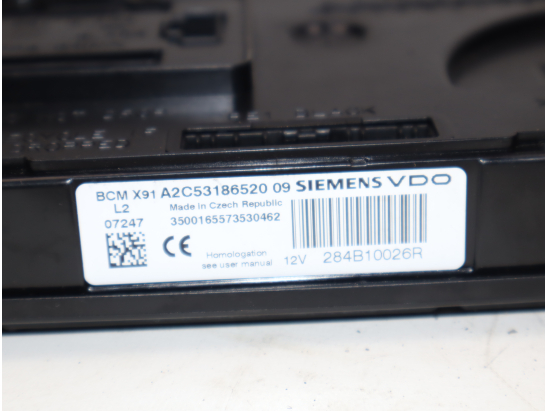 BCM X91 A2C53186520 09 SIEMENS VDO
L2 Made in Czech Republic
07247 3500165573530462
CE Homologation
see user manual 12V 284B10026R